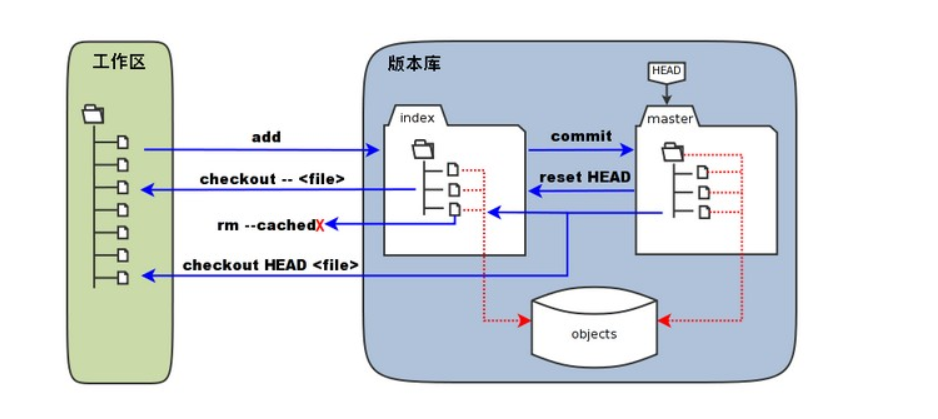 工作区
版本库
HEAD
index
master
add
commit
checkout -- <file>
reset HEAD
rm --cachedX
checkout HEAD <file>
objects